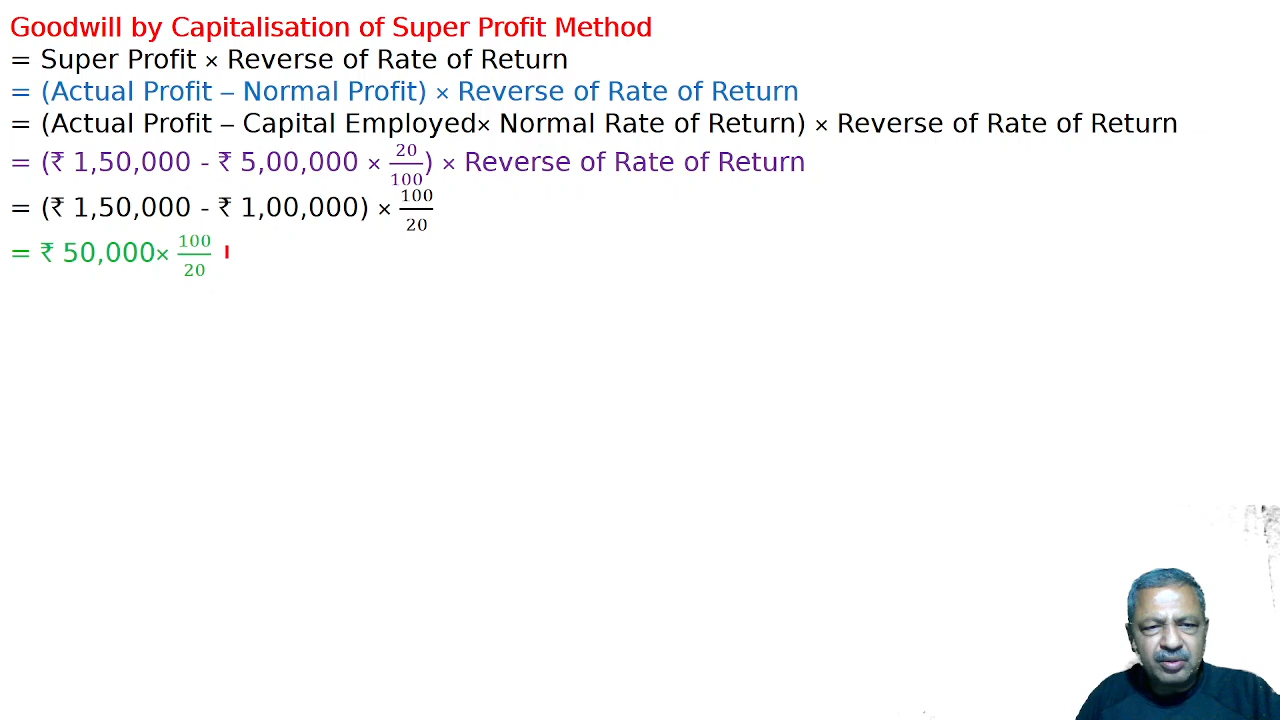 Goodwill by Capitalisation of Super Profit Method
= Super Profit × Reverse of Rate of Return
= (Actual Profit – Normal Profit) × Reverse of Rate of Return
= (Actual Profit – Capital Employed× Normal Rate of Return) × Reverse of Rate of Return
= (₹ 1,50,000 - ₹ 5,00,000 × 20/100) × Reverse of Rate of Return
= (₹ 1,50,000 - ₹ 1,00,000) × 100/20
= ₹ 50,000× 100/20